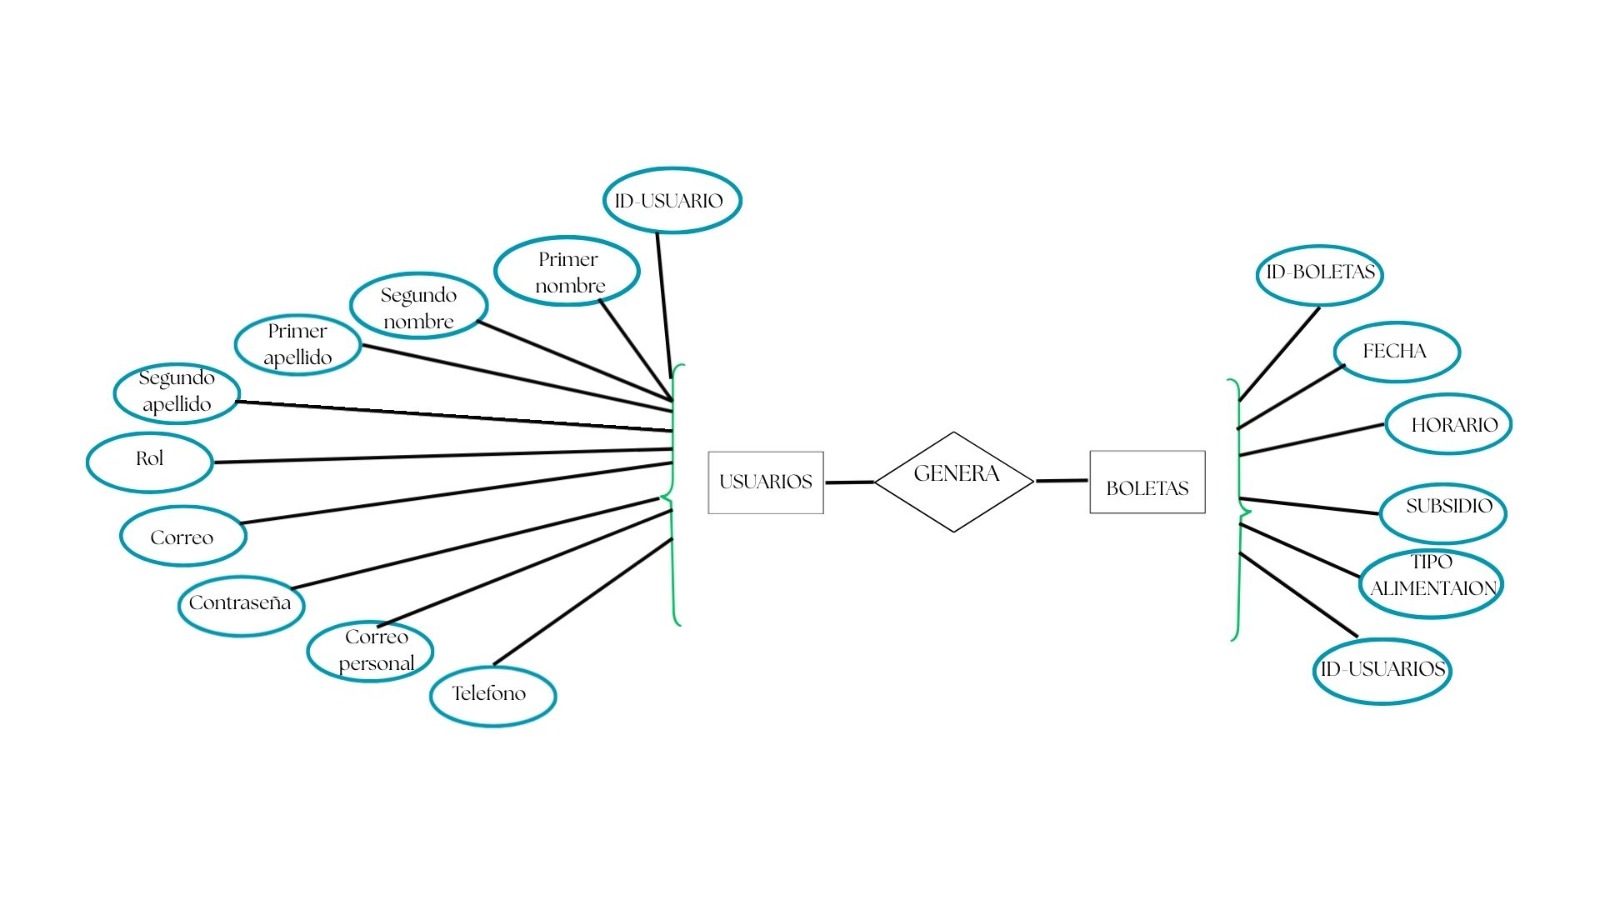 ID-USUARIO
Primer
nombre
Segundo
nombre
Primer
apellido
Segundo
apellido
Rol
Correo
Contraseña
Correo
personal
Telefono
USUARIOS
GENERA
BOLETAS
ID-BOLETAS
FECHA
HORARIO
SUBSIDIO
TIPO
ALIMENTAION
ID-USUARIOS